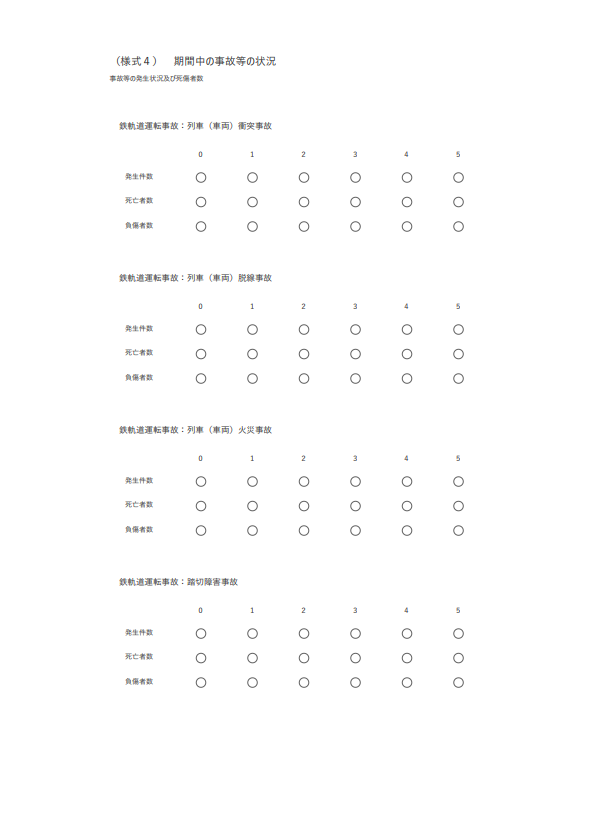 （様式４）　期間中の事故等の状況
事故等の発生状況及び死傷者数
鉄軌道運転事故：列車（車両）衝突事故
0 1 2 3 4 5
発生件数
死亡者数
負傷者数
鉄軌道運転事故：列車（車両）脱線事故
0 1 2 3 4 5
発生件数
死亡者数
負傷者数
鉄軌道運転事故：列車（車両）火災事故
0 1 2 3 4 5
発生件数
死亡者数
負傷者数
鉄軌道運転事故：踏切障害事故
0 1 2 3 4 5
発生件数
死亡者数
負傷者数